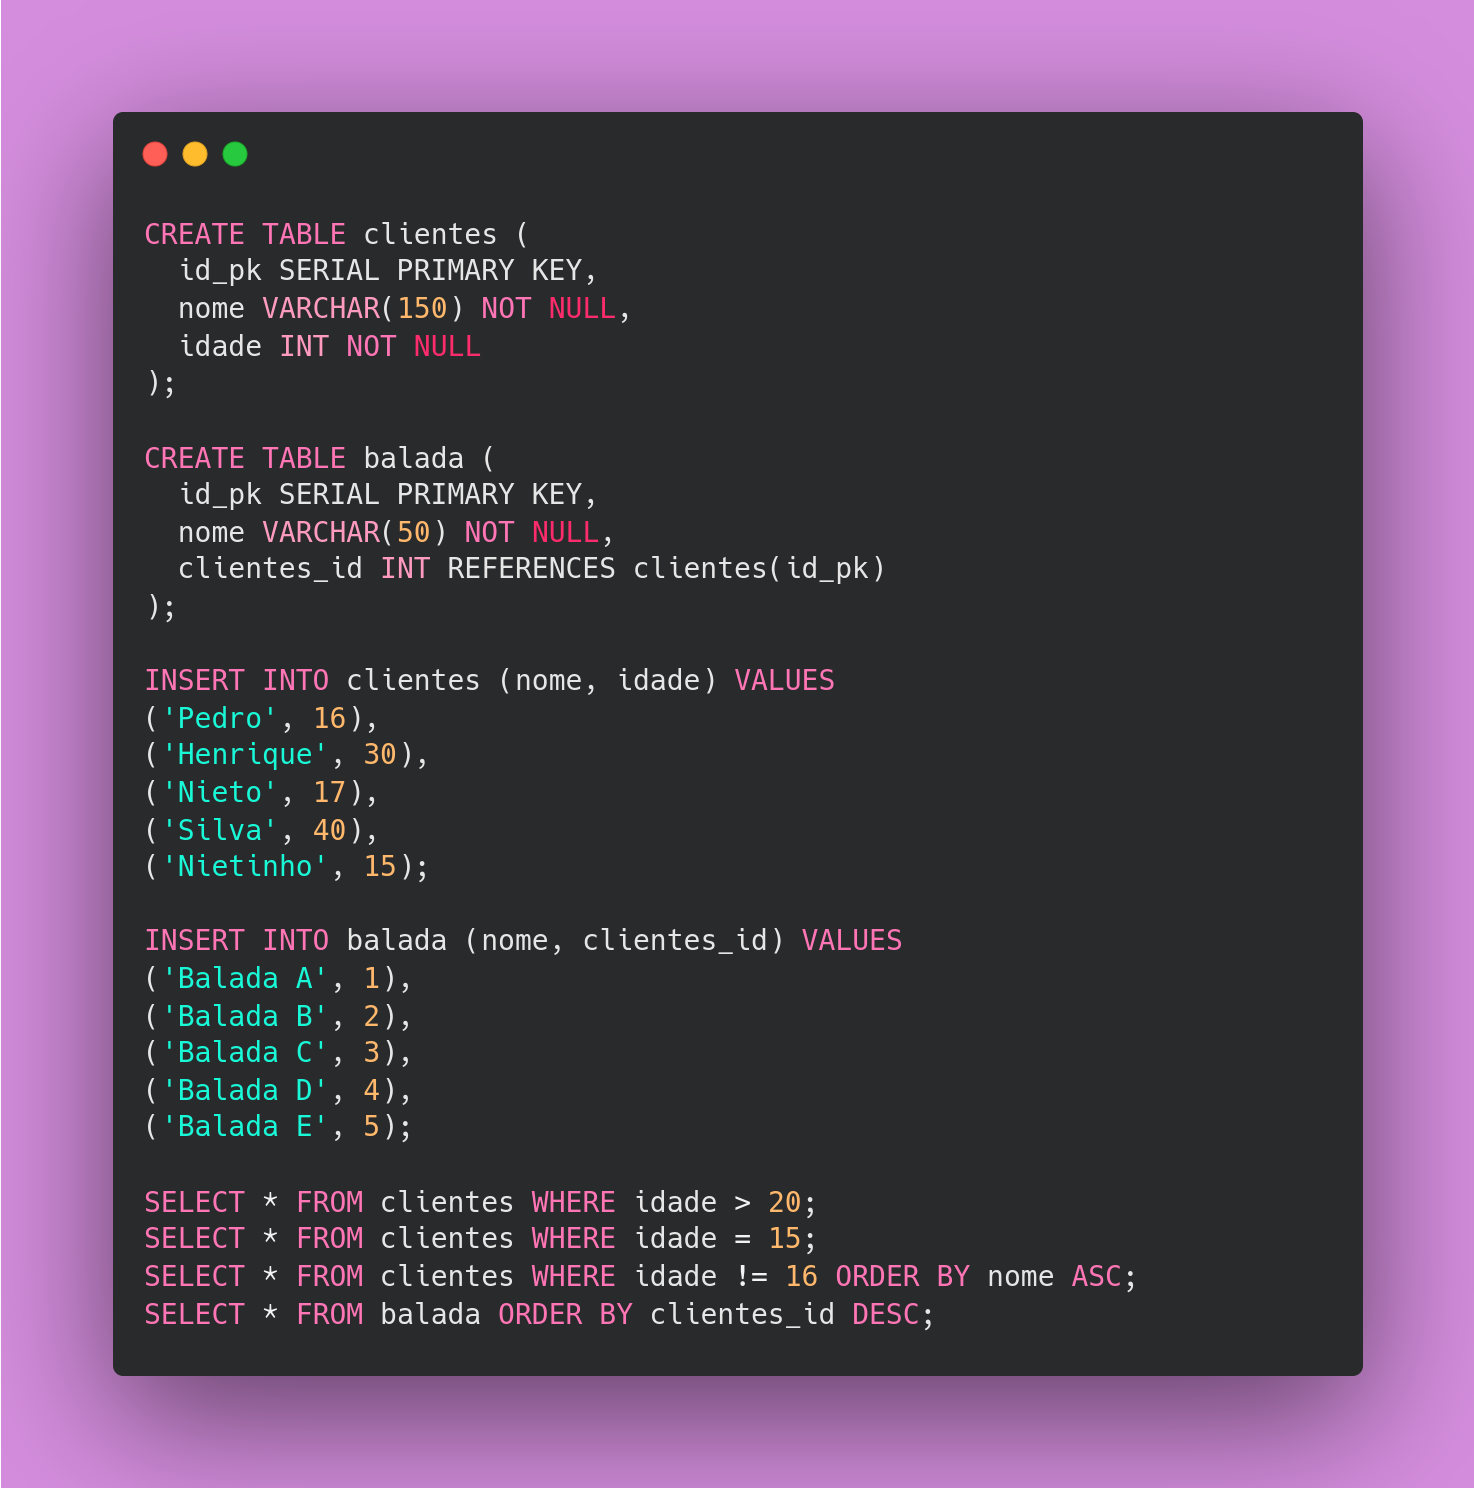 CREATE TABLE clientes (
  id_pk SERIAL PRIMARY KEY,
  nome VARCHAR(150) NOT NULL,
  idade INT NOT NULL
);

CREATE TABLE balada (
  id_pk SERIAL PRIMARY KEY,
  nome VARCHAR(50) NOT NULL,
  clientes_id INT REFERENCES clientes(id_pk)
);

INSERT INTO clientes (nome, idade) VALUES
('Pedro', 16),
('Henrique', 30),
('Nieto', 17),
('Silva', 40),
('Nietinho', 15);

INSERT INTO balada (nome, clientes_id) VALUES
('Balada A', 1),
('Balada B', 2),
('Balada C', 3),
('Balada D', 4),
('Balada E', 5);

SELECT * FROM clientes WHERE idade > 20;
SELECT * FROM clientes WHERE idade = 15;
SELECT * FROM clientes WHERE idade != 16 ORDER BY nome ASC;
SELECT * FROM balada ORDER BY clientes_id DESC;